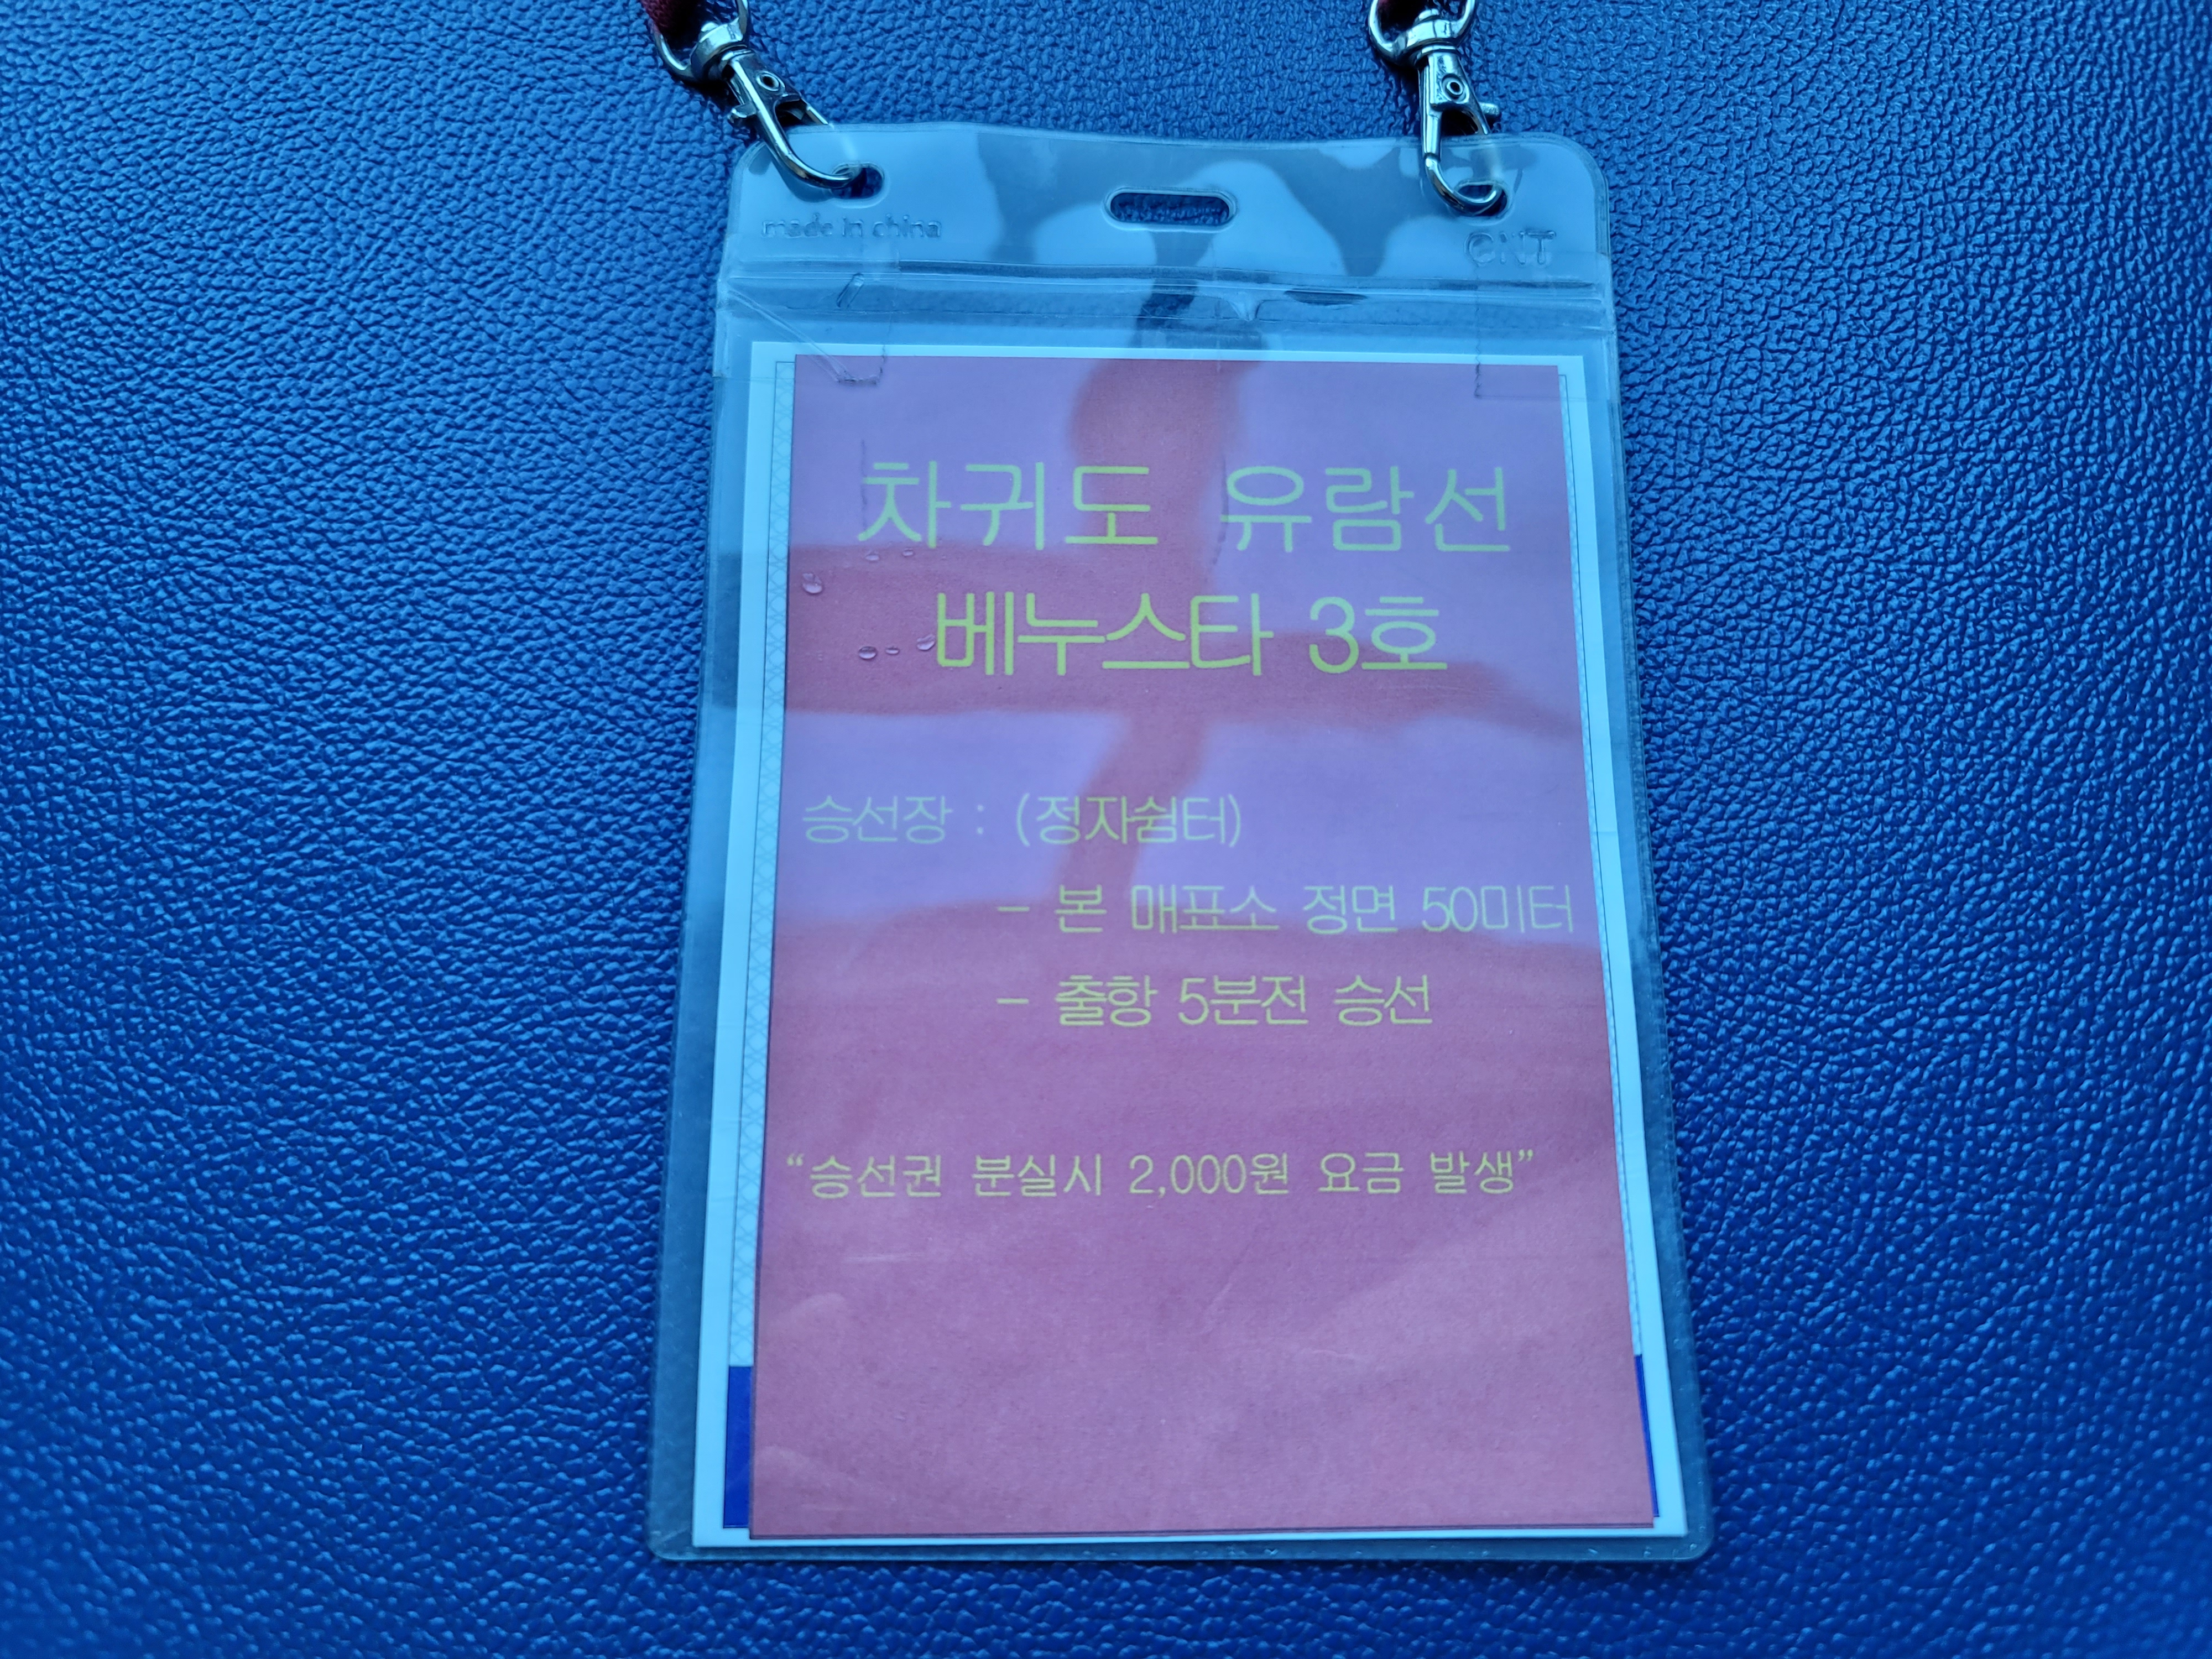 made in china
CNT
차귀도 유람선
베누스타 3호
승선장 : (정자쉼터)
- 본 매표소 정면 50미터
- 출항 5분전 승선
“승선권 분실시 2,000원 요금 발생”